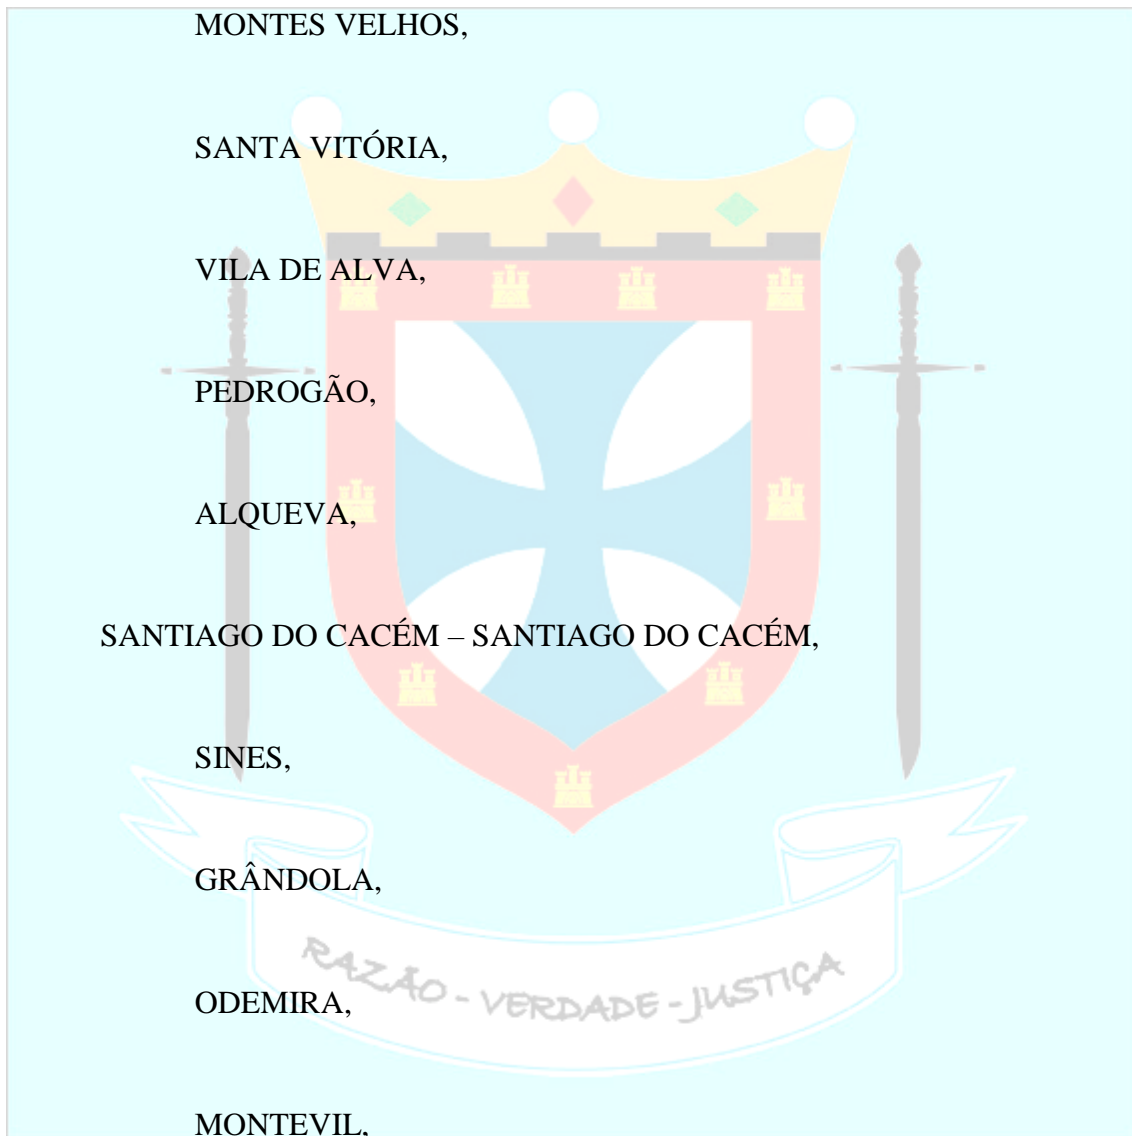 MONTES VELHOS,
SANTA VITÓRIA,
VILA DE ALVA,
PEDROGÃO,
ALQUEVA,
SANTIAGO DO CACÉM – SANTIAGO DO CACÉM,
SINES,
GRÂNDOLA,
RAZÃO - VERDADE - JUSTIÇA
ODEMIRA,
MONTEVIL,